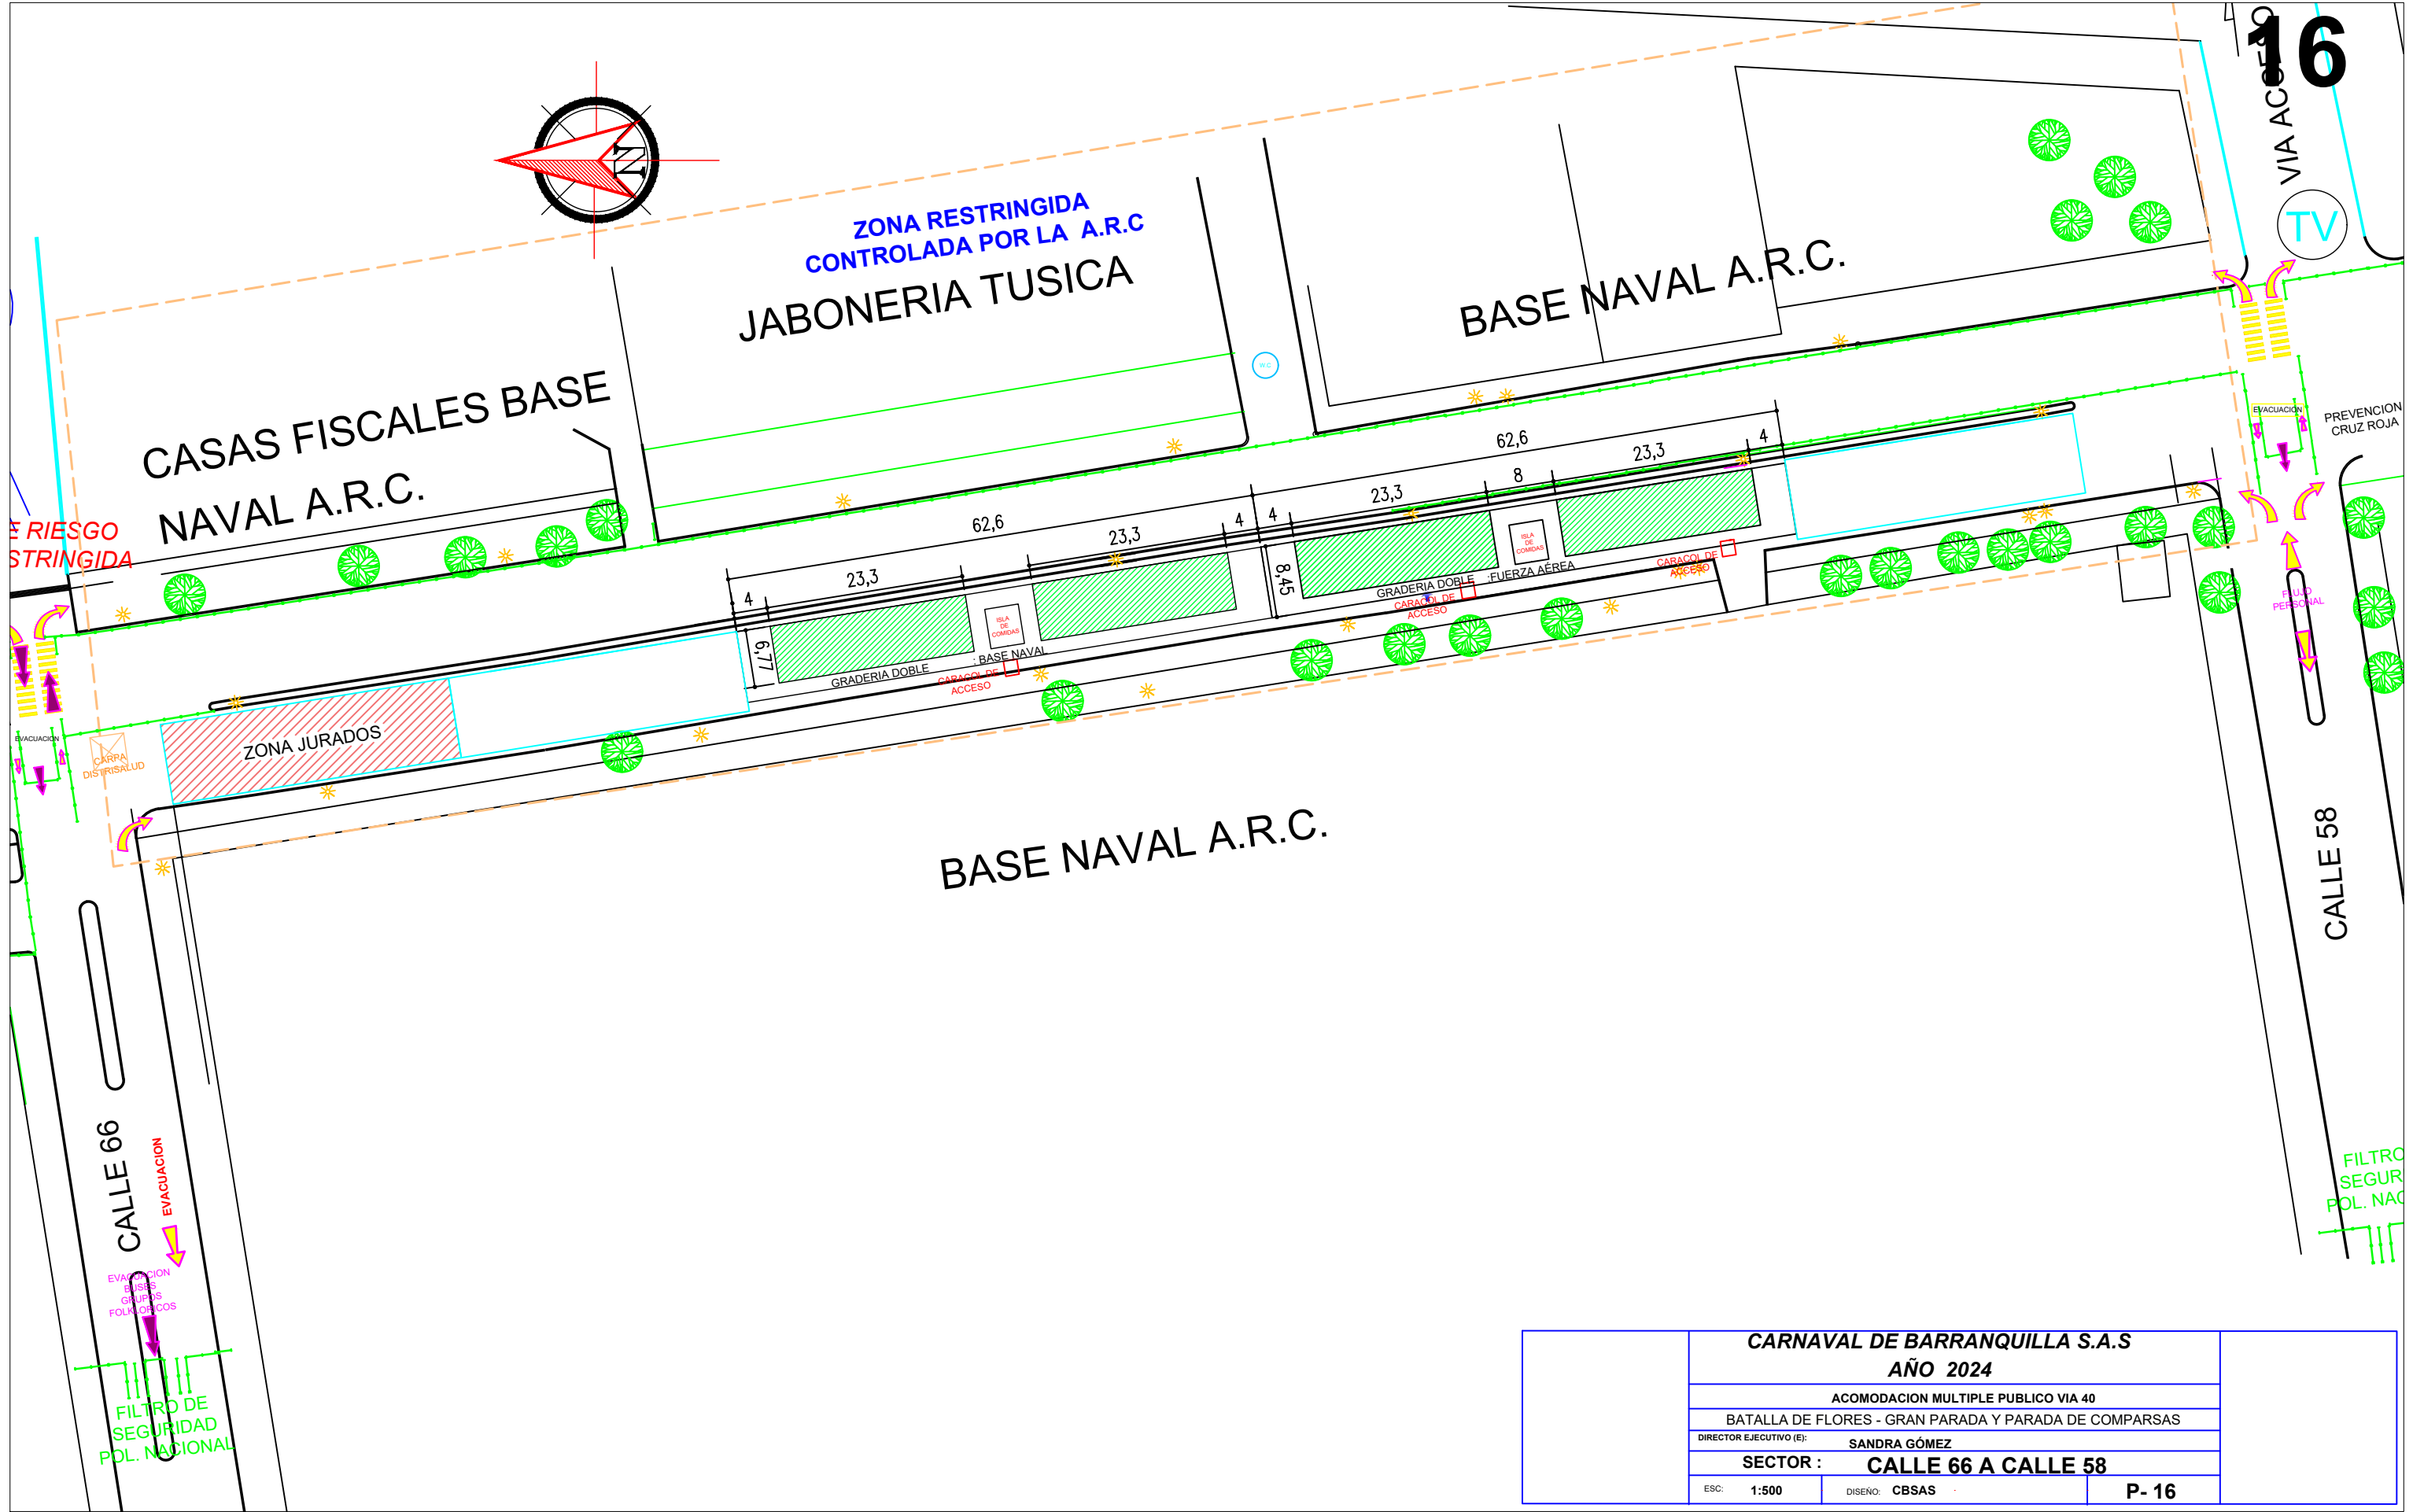 16
VIA ACCESO
TV
ZONA RESTRINGIDA
CONTROLADA POR LA A.R.C
JABONERIA TUSICA
N
BASE NAVAL A.R.C.
W.C.
CASAS FISCALES BASE
NAVAL A.R.C.
E RIESGO
STRINGIDA
EVACUACION
PREVENCION
CRUZ ROJA
62,6
4
23,3
8
23,3
4
62,6
4
23,3
23,3
4
8,45
6,77
ISLA
DE
COMIDAS
GRADERIA DOBLE :FUERZA AÉREA
CARACOL DE
ACCESO
CARACOL DE
ACCESO
ISLA
DE
COMIDAS
GRADERIA DOBLE : BASE NAVAL
CARACOL DE
ACCESO
FLUJO
PERSONAL
ZONA JURADOS
EVACUACION
CARPA
DISTRISALUD
BASE NAVAL A.R.C.
CALLE 58
CALLE 66
EVACUACION
EVACUACION
BUSES
GRUPOS
FOLKLORICOS
FILTRO DE
SEGURIDAD
POL. NACIONAL
FILTRO
SEGUR
POL. NAC
CARNAVAL DE BARRANQUILLA S.A.S
AÑO 2024
ACOMODACION MULTIPLE PUBLICO VIA 40
BATALLA DE FLORES - GRAN PARADA Y PARADA DE COMPARSAS
DIRECTOR EJECUTIVO (E): SANDRA GÓMEZ
SECTOR : CALLE 66 A CALLE 58
ESC: 1:500 DISEÑO: CBSAS P- 16